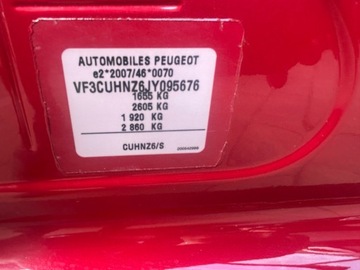 AUTOMOBILES PEUGEOT
e2*2007/46*0070
VF3CUHNZ6JY095676
1655 KG
2605 KG
1 920 KG
2 860 KG
CUHNZ6/S